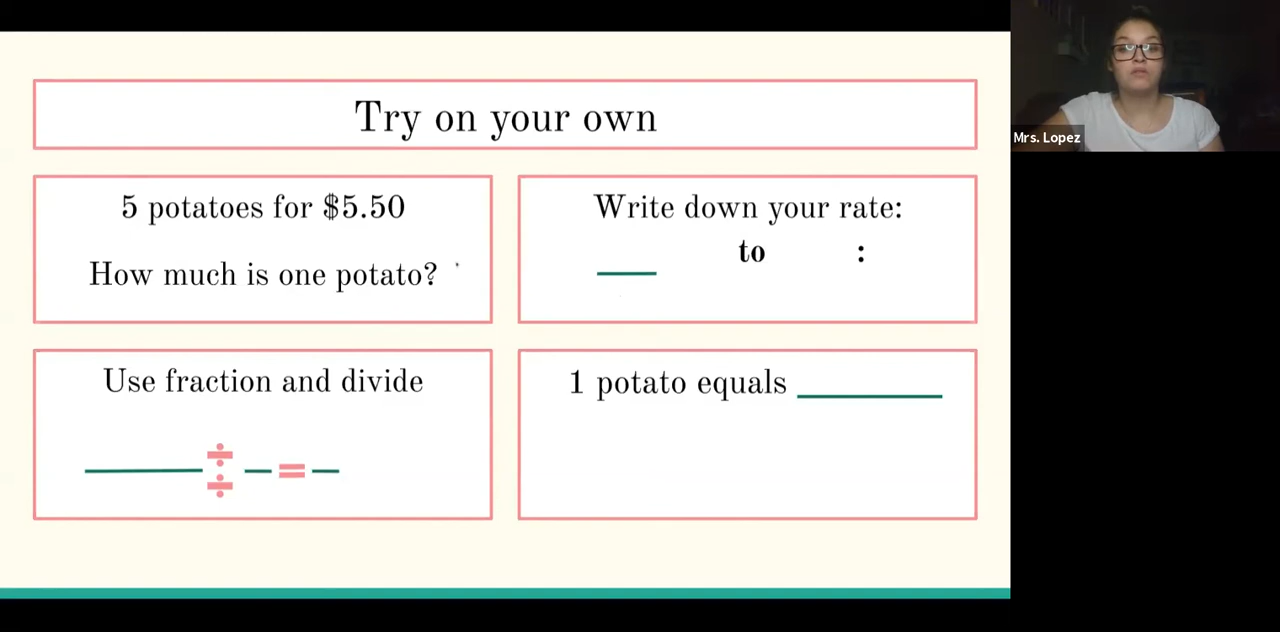 Try on your own
5 potatoes for $5.50
How much is one potato?
Write down your rate:
to :
Use fraction and divide
÷ =
÷
1 potato equals
Mrs. Lopez